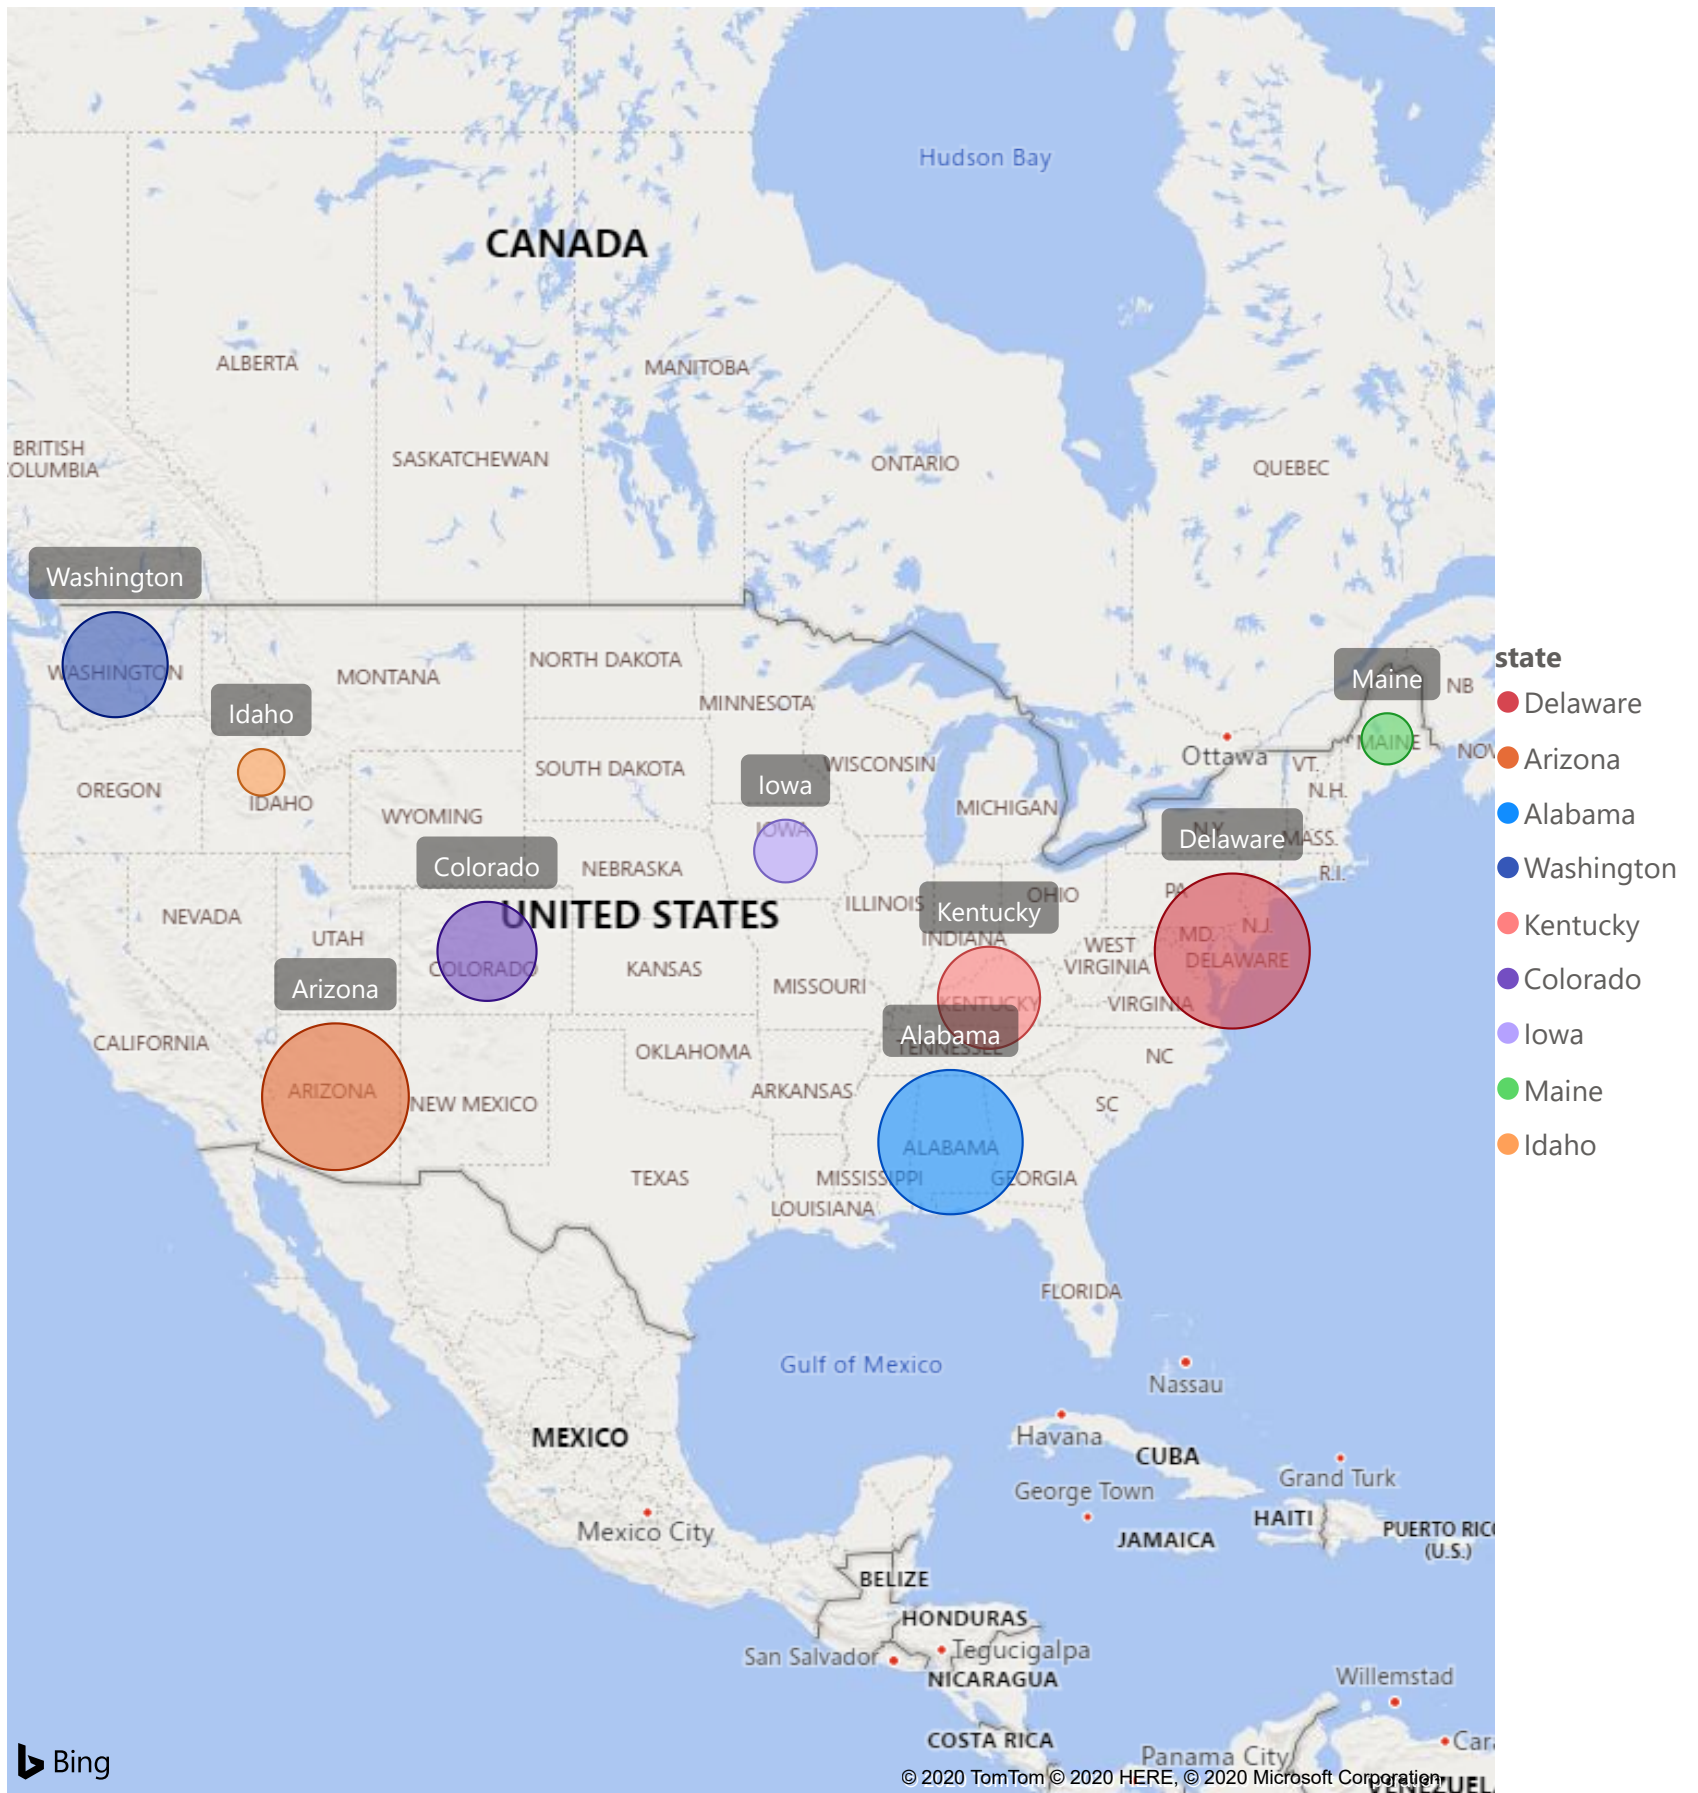 Hudson Bay
CANADA
ALBERTA
MANITOBA
BRITISH
OLUMBIA
SASKATCHEWAN
ONTARIO
QUEBEC
Washington
WASHINGTON
Idaho
IDAHO
MONTANA
NORTH DAKOTA
MINNESOTA
Maine
MAINE
NB
NOV
Ottawa
VT.
N.H.
OREGON
SOUTH DAKOTA
Iowa
IOWA
WISCONSIN
MICHIGAN
WYOMING
N.Y.
Delaware
MASS.
R.I.
Colorado
NEBRASKA
ILLINOIS
OHIO
PA
Kentucky
INDIANA
NEVADA
UTAH
UNITED STATES
WEST
VIRGINIA
MD.
N.J.
DELAWARE
COLORADO
KANSAS
MISSOURI
KENTUCKY
VIRGINIA
Arizona
ARIZONA
Alabama
TENNESSEE
CALIFORNIA
OKLAHOMA
NC
NEW MEXICO
ARKANSAS
SC
ALABAMA
TEXAS
MISSISSIPPI
GEORGIA
LOUISIANA
FLORIDA
Gulf of Mexico
Nassau
MEXICO
Havana
CUBA
Grand Turk
George Town
HAITI
PUERTO RIC
(U.S.)
Mexico City
JAMAICA
BELIZE
HONDURAS
San Salvador
Tegucigalpa
NICARAGUA
Willemstad
COSTA RICA
Panama City
Cara
VENEZUEL
Bing
© 2020 TomTom © 2020 HERE, © 2020 Microsoft Corporation,
state
Delaware
Arizona
Alabama
Washington
Kentucky
Colorado
Iowa
Maine
Idaho